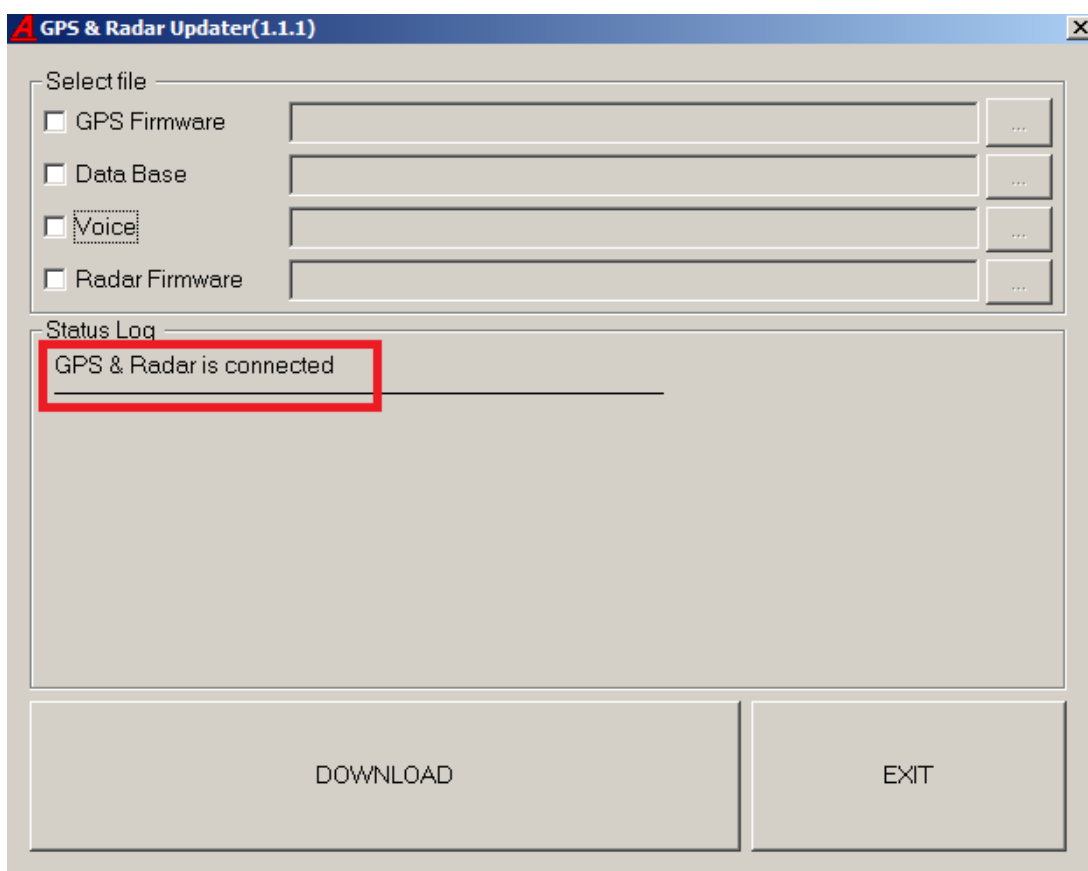 GPS & Radar Updater(1.1.1)
Select file
GPS Firmware
...
Data Base
...
Voice
...
Radar Firmware
...
Status Log
GPS & Radar is connected
DOWNLOAD
EXIT